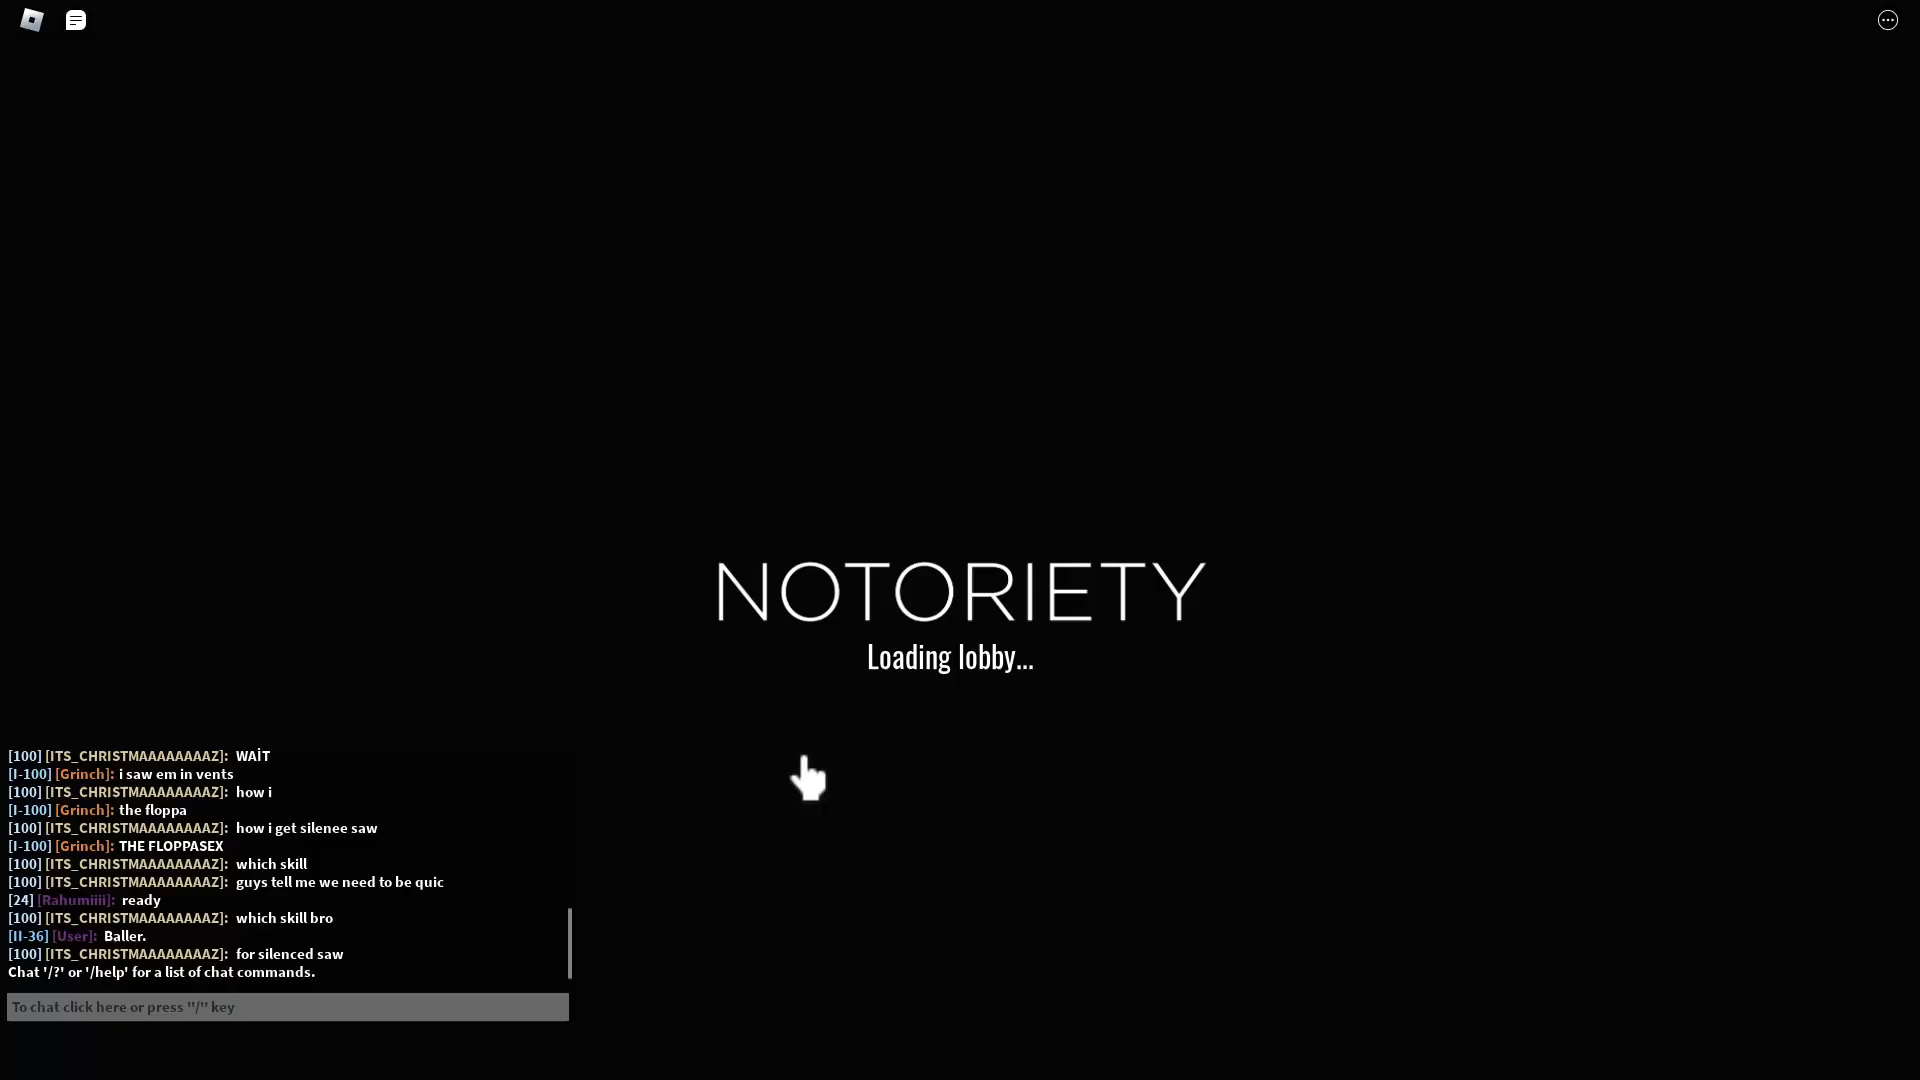 NOTORIETY
Loading lobby...
[100] [ITS_CHRISTMAAAAAAAAZ]: WAİT
[I-100] [Grinch]: i saw em in vents
[100] [ITS_CHRISTMAAAAAAAAZ]: how i
[I-100] [Grinch]: the floppa
[100] [ITS_CHRISTMAAAAAAAAZ]: how i get silenee saw
[I-100] [Grinch]: THE FLOPPASEX
[100] [ITS_CHRISTMAAAAAAAAZ]: which skill
[100] [ITS_CHRISTMAAAAAAAAZ]: guys tell me we need to be quic
[24] [Rahumiiii]: ready
[100] [ITS_CHRISTMAAAAAAAAZ]: which skill bro
[II-36] [User]: Baller.
[100] [ITS_CHRISTMAAAAAAAAZ]: for silenced saw
Chat '/?' or '/help' for a list of chat commands.
To chat click here or press "/" key